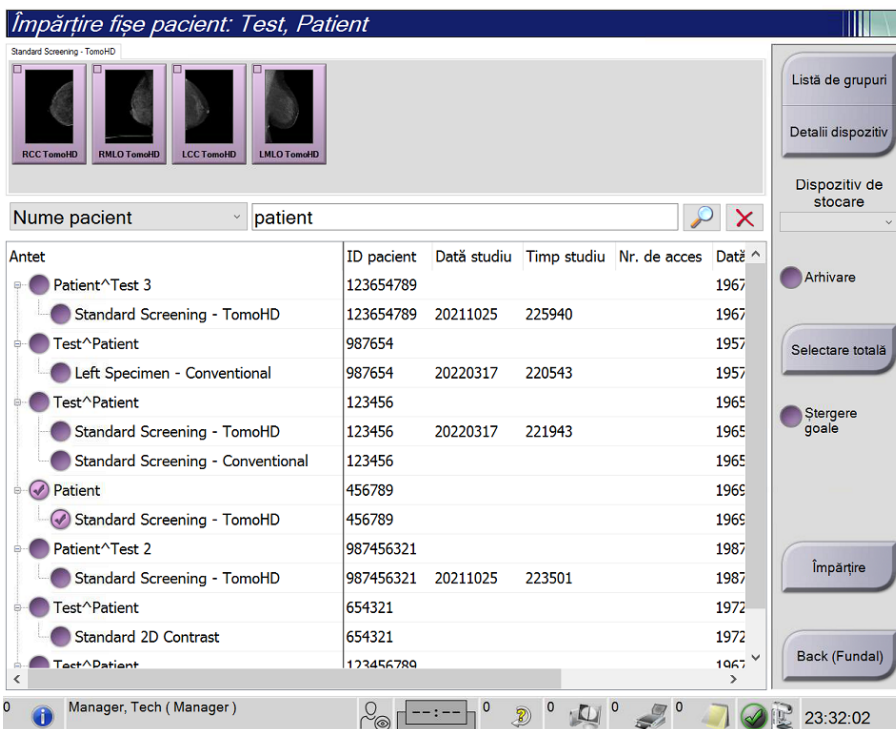 Împărțire fișe pacient: Test, Patient
Standard Screening - TomoHD
RCC TomoHD RMLO TomoHD LCC TomoHD LMLO TomoHD
Nume pacient patient
Antet ID pacient Dată studiu Timp studiu Nr. de acces Dată
Patient^Test 3 123654789 1967
Standard Screening - TomoHD 123654789 20211025 225940 1967
Test^Patient 987654 1957
Left Specimen - Conventional 987654 20220317 220543 1957
Test^Patient 123456 1965
Standard Screening - TomoHD 123456 20220317 221943 1965
Standard Screening - Conventional 123456 1965
Patient 456789 1969
Standard Screening - TomoHD 456789 1969
Patient^Test 2 987456321 1987
Standard Screening - TomoHD 987456321 20211025 223501 1987
Test^Patient 654321 1972
Standard 2D Contrast 654321 1972
Test^Patient 123456789 1967
Listă de grupuri
Detalii dispozitiv
Dispozitiv de
stocare
Arhivare
Selectare totală
Ștergere
goale
Împărțire
Back (Fundal)
0 Manager, Tech ( Manager ) --:-- 0 0 0 0 23:32:02